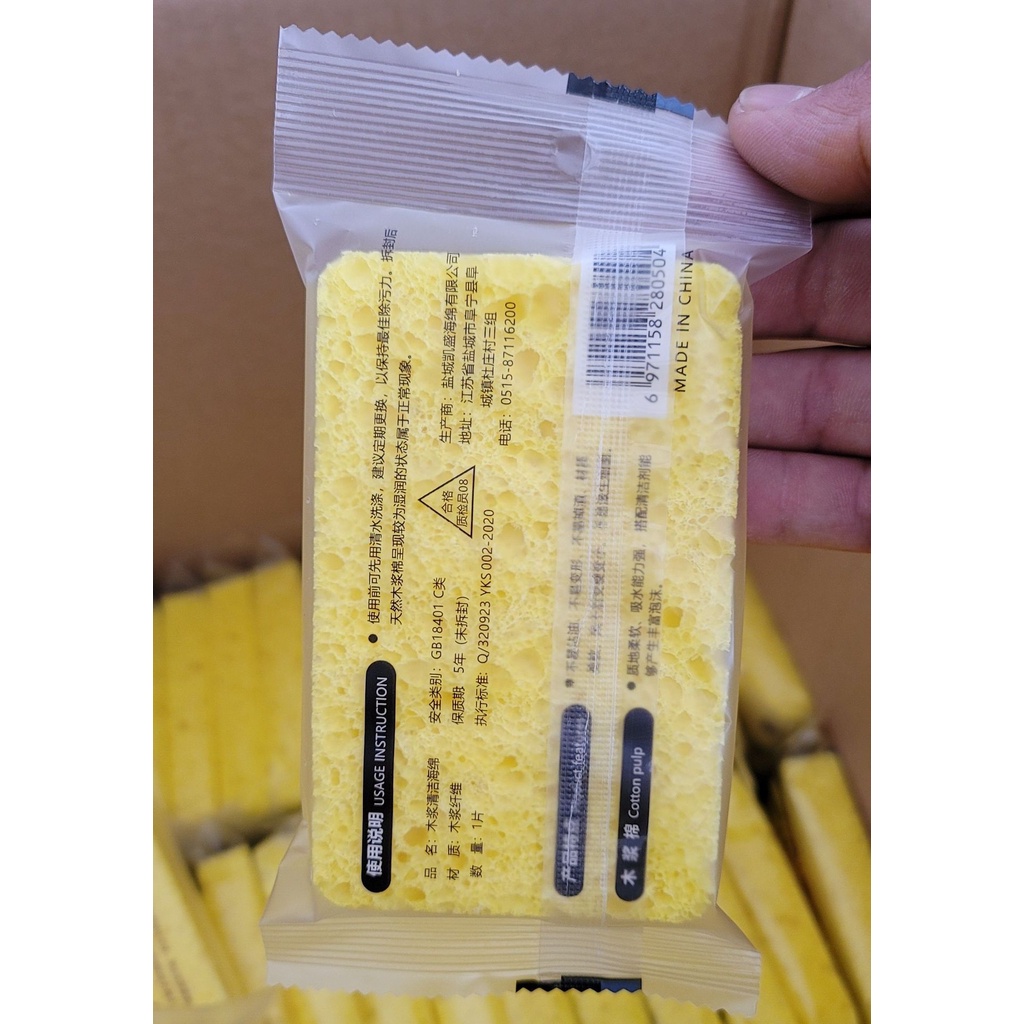 使用说明 USAGE INSTRUCTION
● 使用前可先用清水洗涤，建议定期更换，以保持最佳除污力。拆封后
天然木浆棉呈现较为湿润的状态属于正常现象。
品 名：木浆清洁海绵
材 质：木浆纤维
数 量：1片
安全类别：GB18401 C类
保质期：5年（未拆封）
执行标准：Q/320923 YKS 002-2020
合格
质检员08
生产商：盐城凯盛海绵有限公司
地址：江苏省盐城市阜宁县阜
城镇杜庄村三组
电话：0515-87116200
产品特点 Product feature
木浆棉 Cotton pulp
● 质地柔软、吸水能力强，搭配清洁剂能
够产生丰富泡沫。
6 971158 280504
MADE IN CHINA